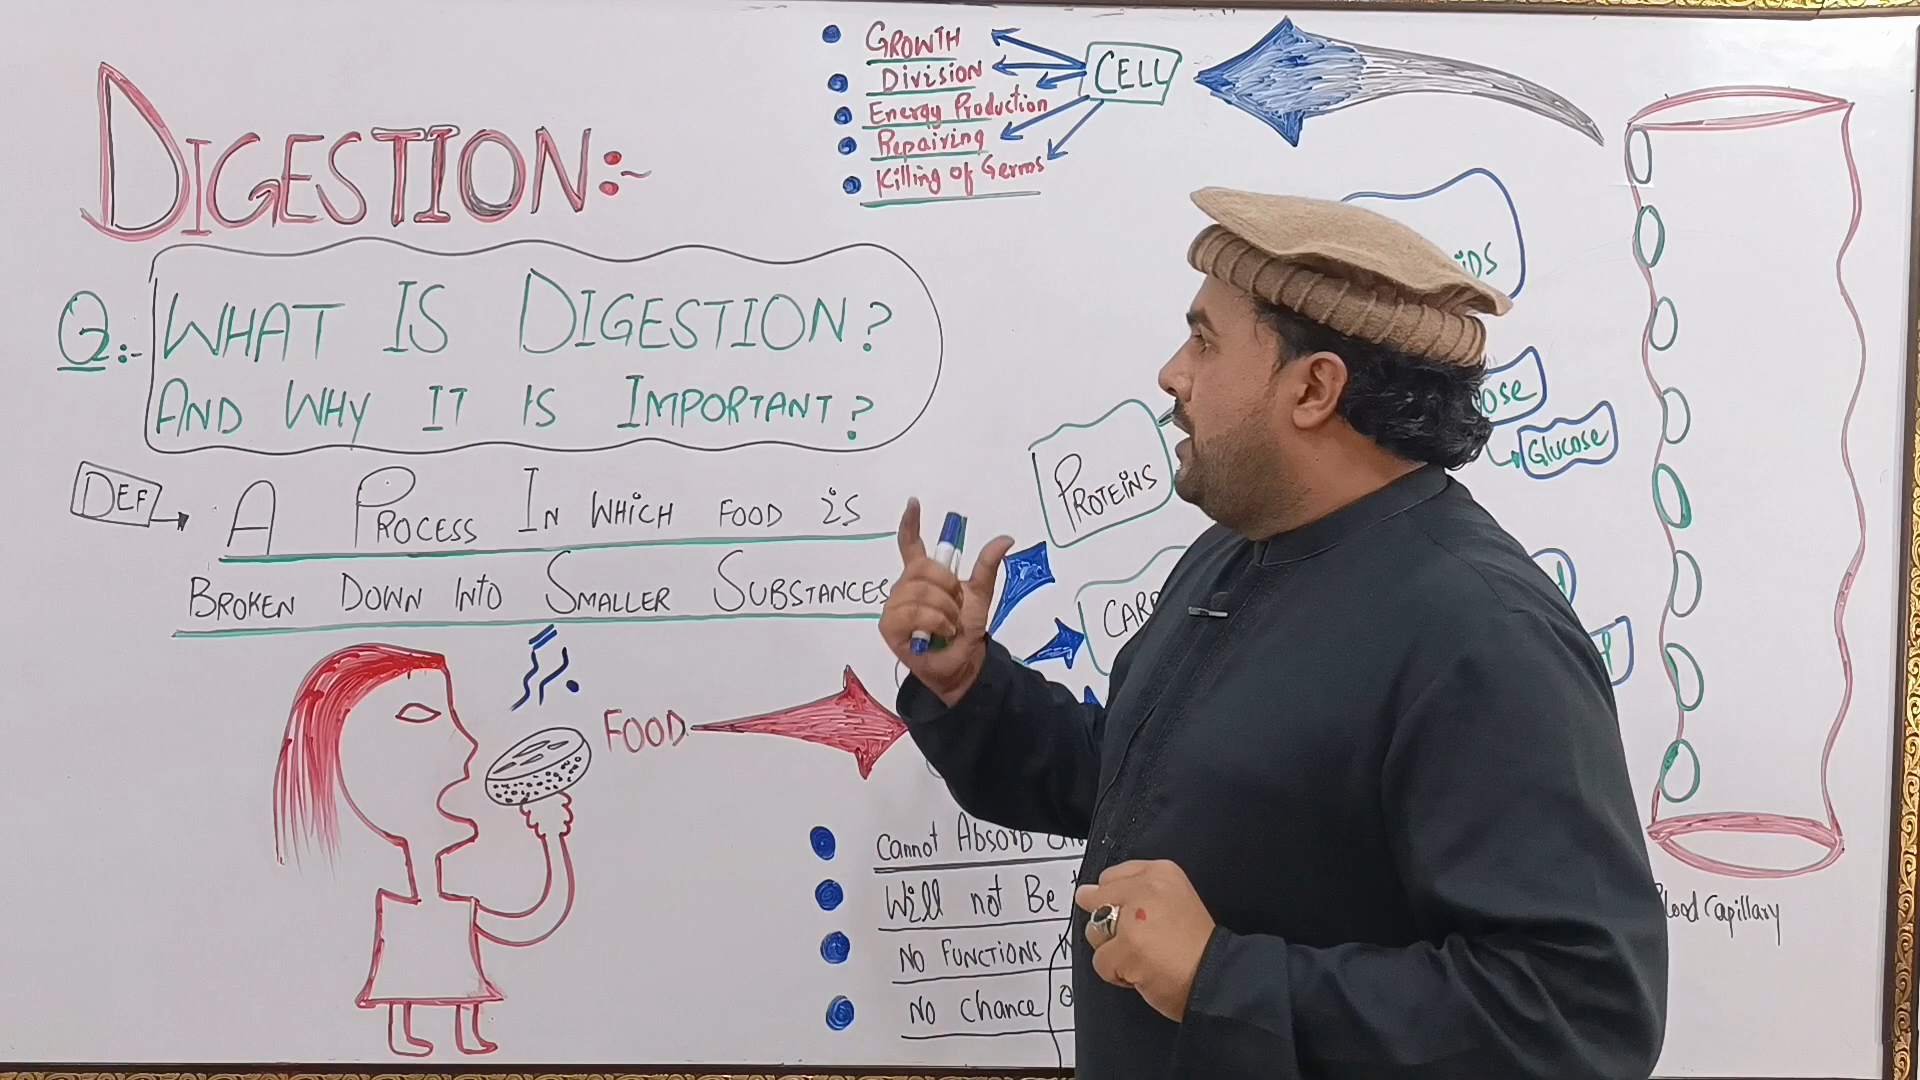 DIGESTION:-
Q:- WHAT IS DIGESTION?
AND WHY IT IS IMPORTANT?
DEF A PROCESS IN WHICH FOOD IS
BROKEN DOWN INTO SMALLER SUBSTANCES
FOOD
GROWTH
Division
Energy Production
Repairing
Killing of Germs
CELL
PROTEINS
CARB
Glucose
Cannot Absorb
Will not Be
NO FUNCTIONS
No chance
Blood Capillary